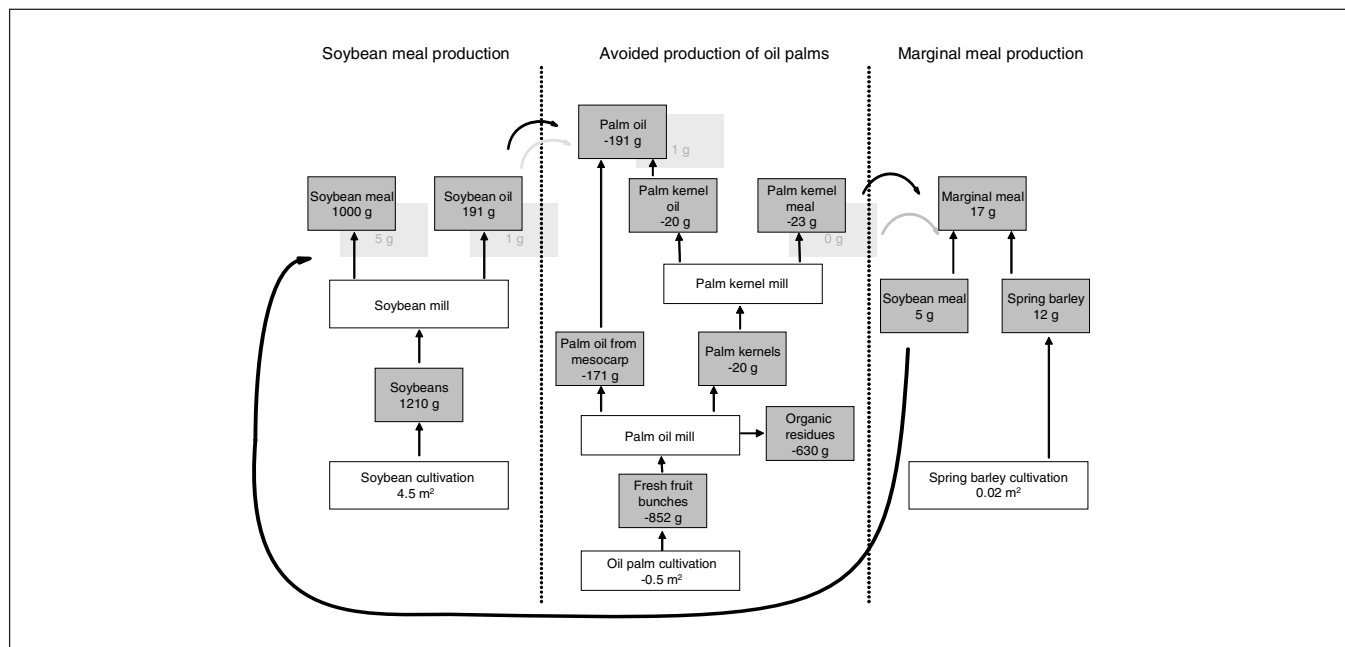 Soybean meal production
Avoided production of oil palms
Marginal meal production
Soybean meal
1000 g
5 g
Soybean oil
191 g
1 g
Soybean mill
Soybeans
1210 g
Soybean cultivation
4.5 m²
Palm oil
-191 g
1 g
Palm kernel
oil
-20 g
Palm kernel
meal
-23 g
0 g
Palm kernel mill
Palm oil from
mesocarp
-171 g
Palm kernels
-20 g
Palm oil mill
Organic
residues
-630 g
Fresh fruit
bunches
-852 g
Oil palm cultivation
-0.5 m²
Marginal meal
17 g
Soybean meal
5 g
Spring barley
12 g
Spring barley cultivation
0.02 m²